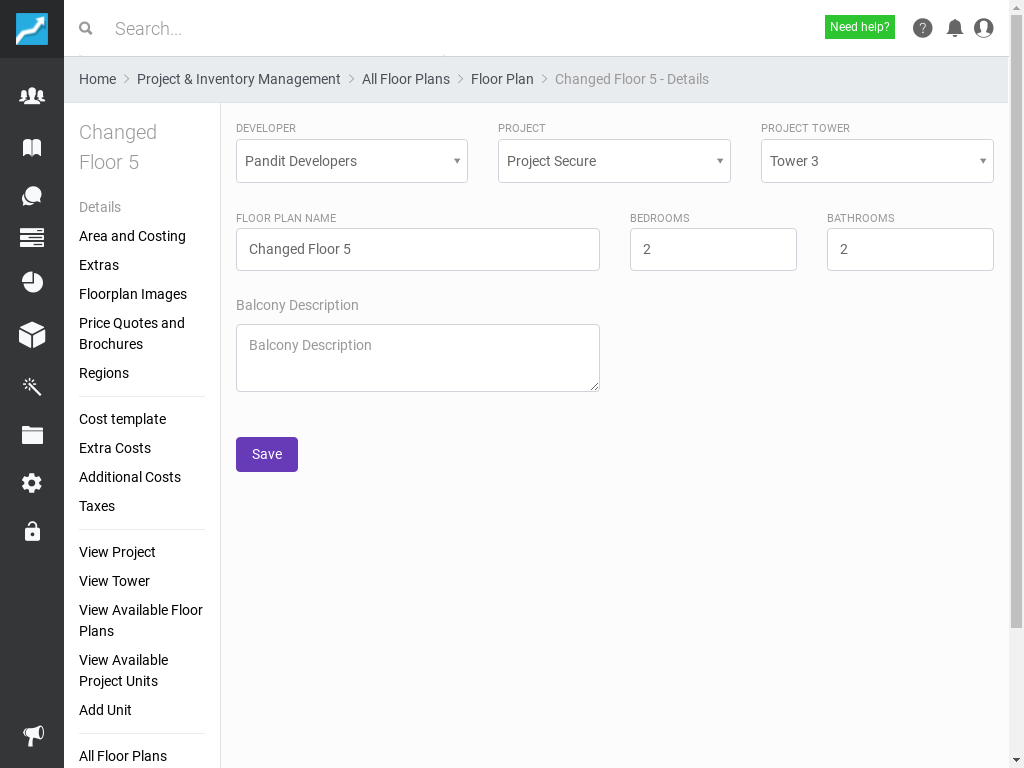 Search...
Need help?
Home
Project & Inventory Management
All Floor Plans
Floor Plan
Changed Floor 5 - Details
Changed
Floor 5
Details
Area and Costing
Extras
Floorplan Images
Price Quotes and
Brochures
Regions
Cost template
Extra Costs
Additional Costs
Taxes
View Project
View Tower
View Available Floor
Plans
View Available
Project Units
Add Unit
All Floor Plans
DEVELOPER
PROJECT
PROJECT TOWER
Pandit Developers
Project Secure
Tower 3
FLOOR PLAN NAME
BEDROOMS
BATHROOMS
Changed Floor 5
2
2
Balcony Description
Balcony Description
Save